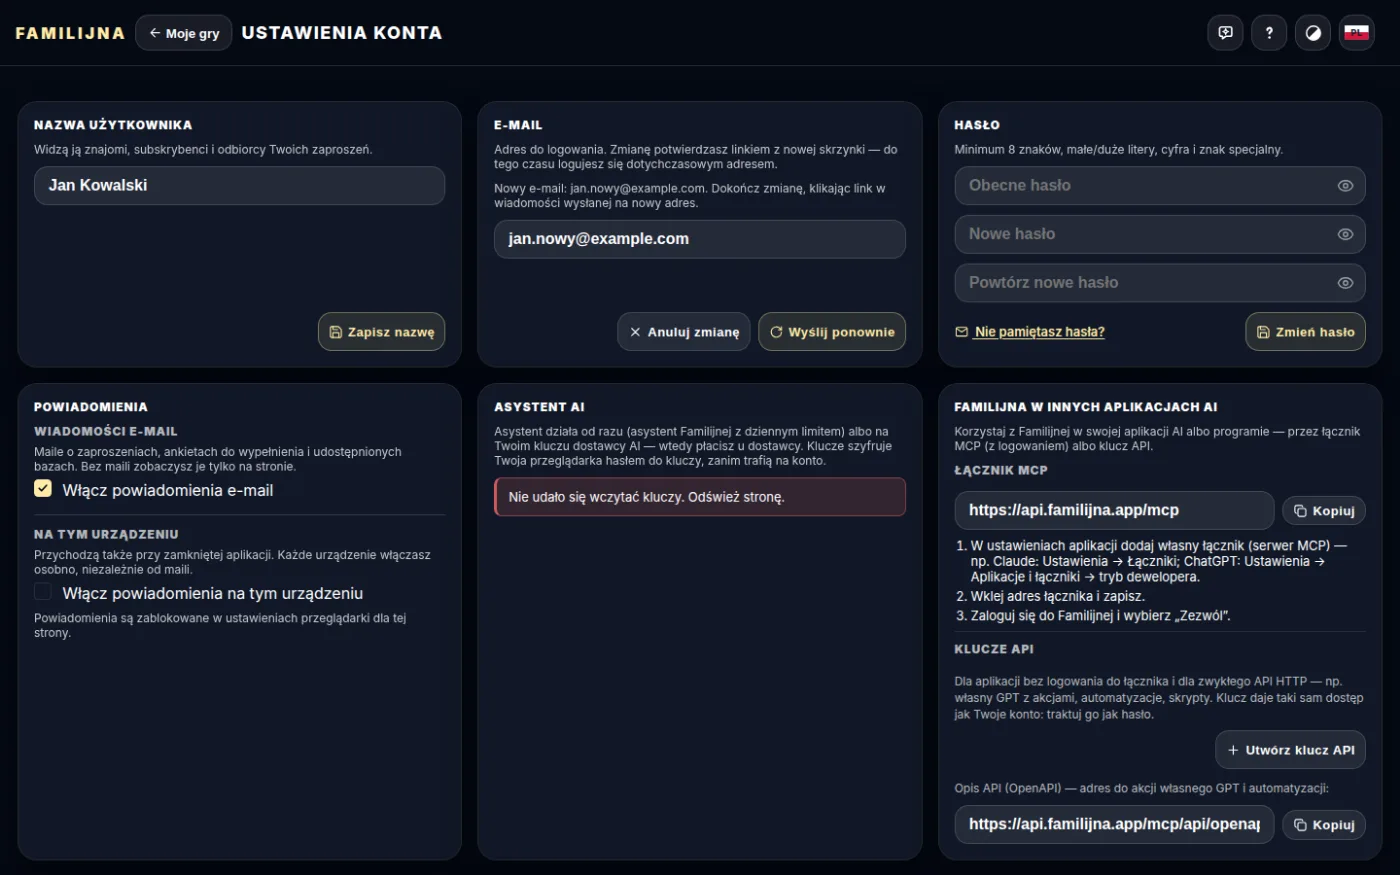 FAMILIJNA
← Moje gry
USTAWIENIA KONTA
?
PL
NAZWA UŻYTKOWNIKA
Widzą ją znajomi, subskrybenci i odbiorcy Twoich zaproszeń.
Jan Kowalski
Zapisz nazwę
E-MAIL
Adres do logowania. Zmianę potwierdzasz linkiem z nowej skrzynki — do
tego czasu logujesz się dotychczasowym adresem.
Nowy e-mail: jan.nowy@example.com. Dokończ zmianę, klikając link w
wiadomości wysłanej na nowy adres.
jan.nowy@example.com
Anuluj zmianę
Wyślij ponownie
HASŁO
Minimum 8 znaków, małe/duże litery, cyfra i znak specjalny.
Obecne hasło
Nowe hasło
Powtórz nowe hasło
Nie pamiętasz hasła?
Zmień hasło
POWIADOMIENIA
WIADOMOŚCI E-MAIL
Maile o zaproszeniach, ankietach do wypełnienia i udostępnionych
bazach. Bez maili zobaczysz je tylko na stronie.
Włącz powiadomienia e-mail
NA TYM URZĄDZENIU
Przychodzą także przy zamkniętej aplikacji. Każde urządzenie włączasz
osobno, niezależnie od maili.
Włącz powiadomienia na tym urządzeniu
Powiadomienia są zablokowane w ustawieniach przeglądarki dla tej
strony.
ASYSTENT AI
Asystent działa od razu (asystent Familijnej z dziennym limitem) albo na
Twoim kluczu dostawcy AI — wtedy płacisz u dostawcy. Klucze szyfruje
Twoja przeglądarka hasłem do kluczy, zanim trafią na konto.
Nie udało się wczytać kluczy. Odśwież stronę.
FAMILIJNA W INNYCH APLIKACJACH AI
Korzystaj z Familijnej w swojej aplikacji AI albo programie — przez łącznik
MCP (z logowaniem) albo klucz API.
ŁĄCZNIK MCP
https://api.familijna.app/mcp
Kopiuj
1. W ustawieniach aplikacji dodaj własny łącznik (serwer MCP) —
np. Claude: Ustawienia → Łączniki; ChatGPT: Ustawienia →
Aplikacje i łączniki → tryb dewelopera.
2. Wklej adres łącznika i zapisz.
3. Zaloguj się do Familijnej i wybierz „Zezwól”.
KLUCZE API
Dla aplikacji bez logowania do łącznika i dla zwykłego API HTTP — np.
własny GPT z akcjami, automatyzacje, skrypty. Klucz daje taki sam dostęp
jak Twoje konto: traktuj go jak hasło.
+ Utwórz klucz API
Opis API (OpenAPI) — adres do akcji własnego GPT i automatyzacji:
https://api.familijna.app/mcp/api/openap
Kopiuj